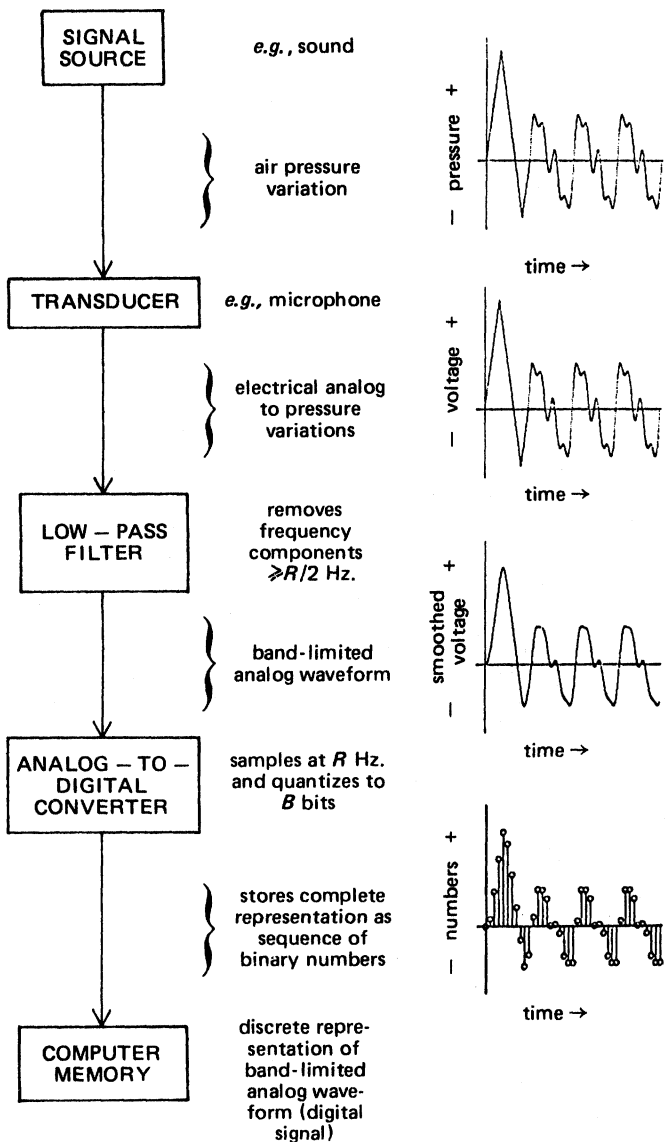 SIGNAL
SOURCE
e.g., sound
— pressure +
time →
air pressure
variation
TRANSDUCER
e.g., microphone
— voltage +
time →
electrical analog
to pressure
variations
LOW – PASS
FILTER
removes
frequency
components
⩾R/2 Hz.
— smoothed
voltage +
time →
band-limited
analog waveform
ANALOG – TO –
DIGITAL
CONVERTER
samples at R Hz.
and quantizes to
B bits
— numbers +
time →
stores complete
representation as
sequence of
binary numbers
COMPUTER
MEMORY
discrete repre-
sentation of
band-limited
analog wave-
form (digital
signal)